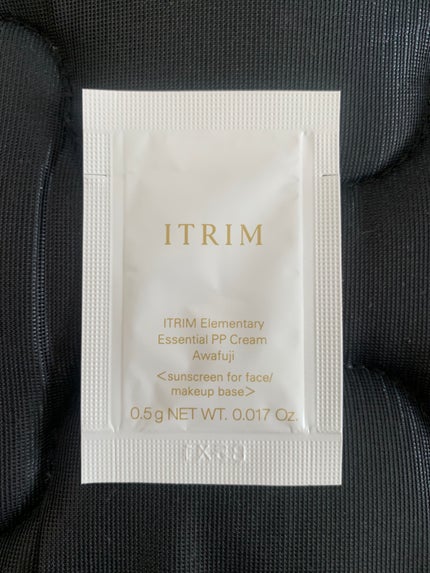 ITRIM
ITRIM Elementary
Essential PP Cream
Awafuji
<sunscreen for face/
makeup base>
0.5g NET WT. 0.017 Oz.